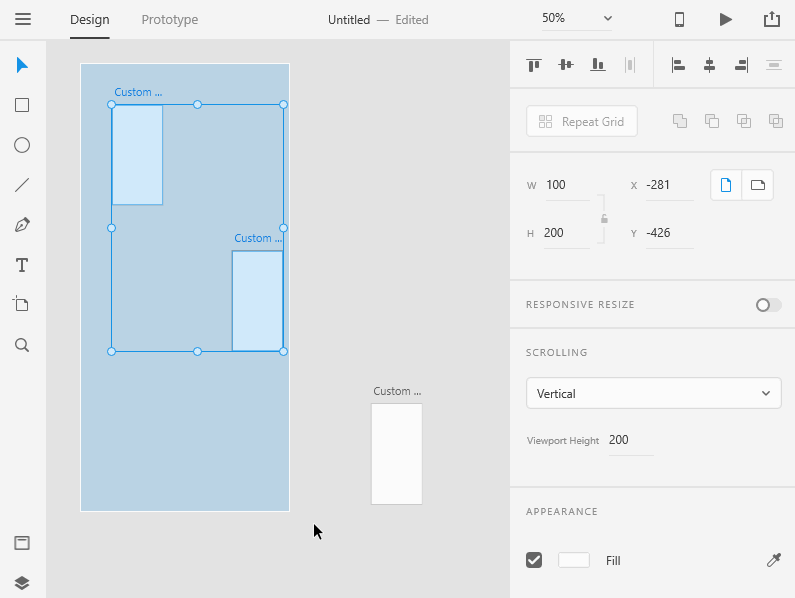 Design Prototype Untitled — Edited 50%
Custom ...
Custom ...
Custom ...
Repeat Grid
W 100 X -281
H 200 Y -426
RESPONSIVE RESIZE
SCROLLING
Vertical
Viewport Height 200
APPEARANCE
Fill
T